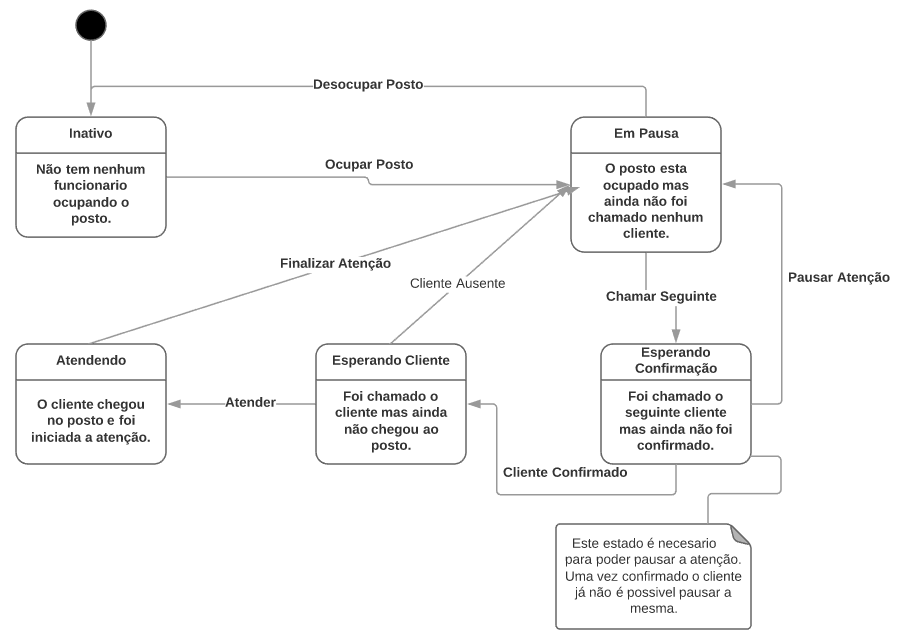 Desocupar Posto
Inativo
Não tem nenhum
funcionario
ocupando o
posto.
Ocupar Posto
Em Pausa
O posto esta
ocupado mas
ainda não foi
chamado nenhum
cliente.
Finalizar Atenção
Cliente Ausente
Chamar Seguinte
Pausar Atenção
Atendendo
O cliente chegou
no posto e foi
iniciada a atenção.
Atender
Esperando Cliente
Foi chamado o
cliente mas ainda
não chegou ao
posto.
Esperando
Confirmação
Foi chamado o
seguinte cliente
mas ainda não foi
confirmado.
Cliente Confirmado
Este estado é necesario
para poder pausar a atenção.
Uma vez confirmado o cliente
já não é possivel pausar a
mesma.